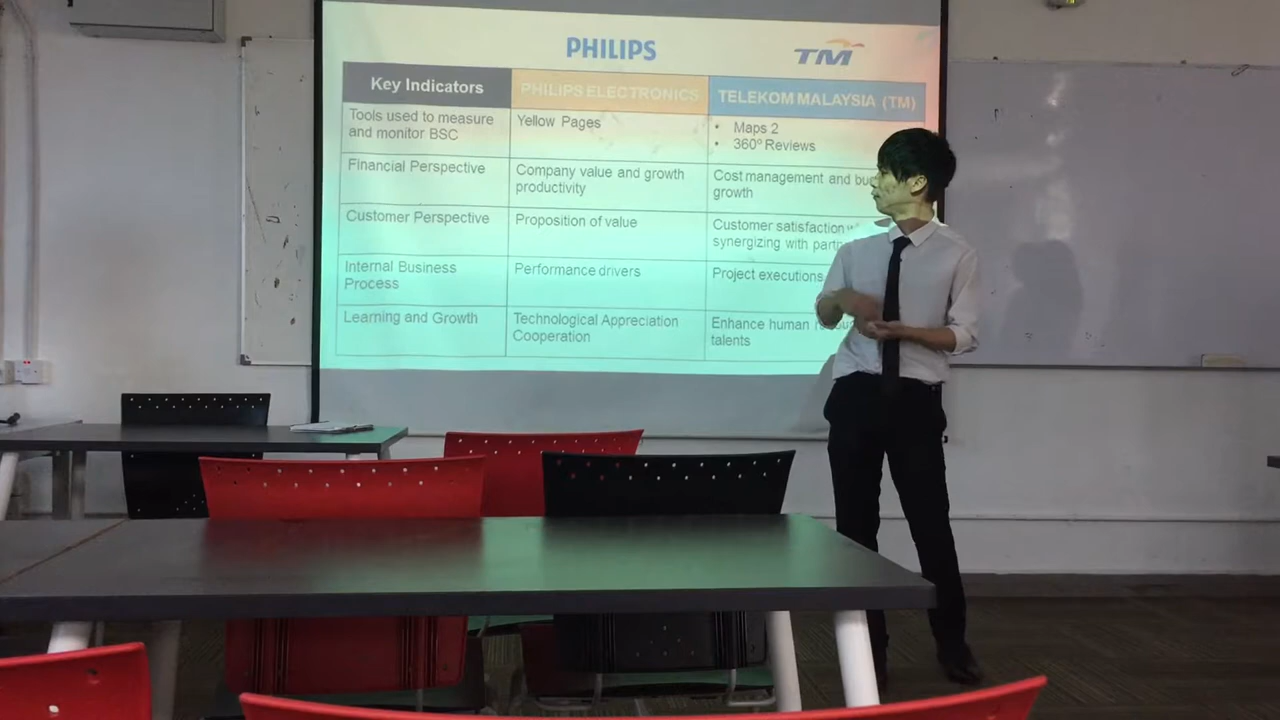 PHILIPS
TM
Key Indicators
PHILIPS ELECTRONICS
TELEKOM MALAYSIA (TM)
Tools used to measure
and monitor BSC
Yellow Pages
• Maps 2
• 360º Reviews
Financial Perspective
Company value and growth
productivity
Cost management and
growth
Customer Perspective
Proposition of value
Customer satisfaction
synergizing with
Internal Business
Process
Performance drivers
Project executions
Learning and Growth
Technological Appreciation
Cooperation
Enhance human
talents